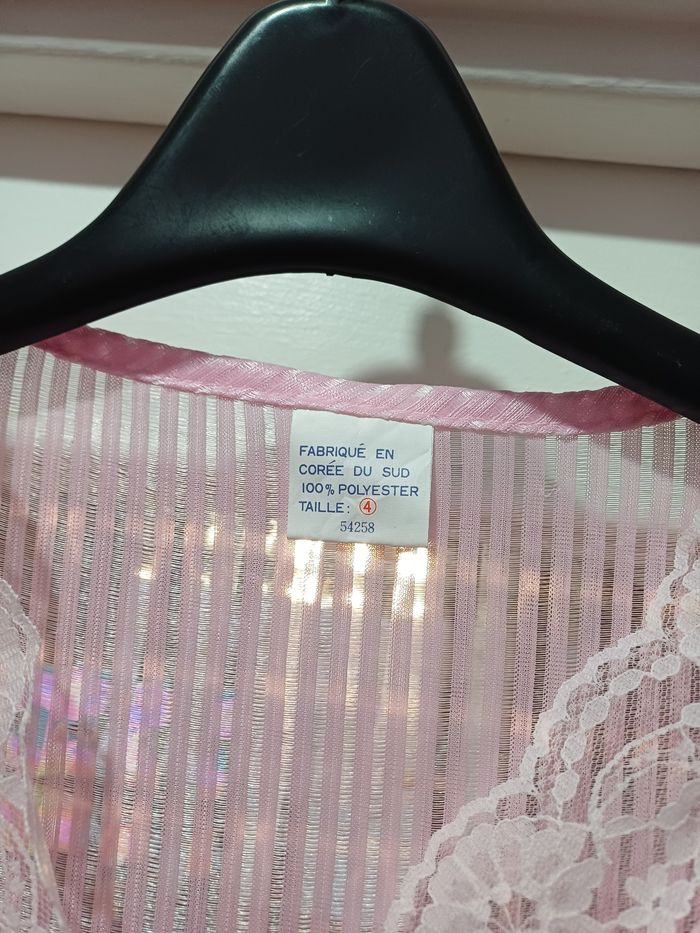 FABRIQUÉ EN
CORÉE DU SUD
100% POLYESTER
TAILLE: ④
54258